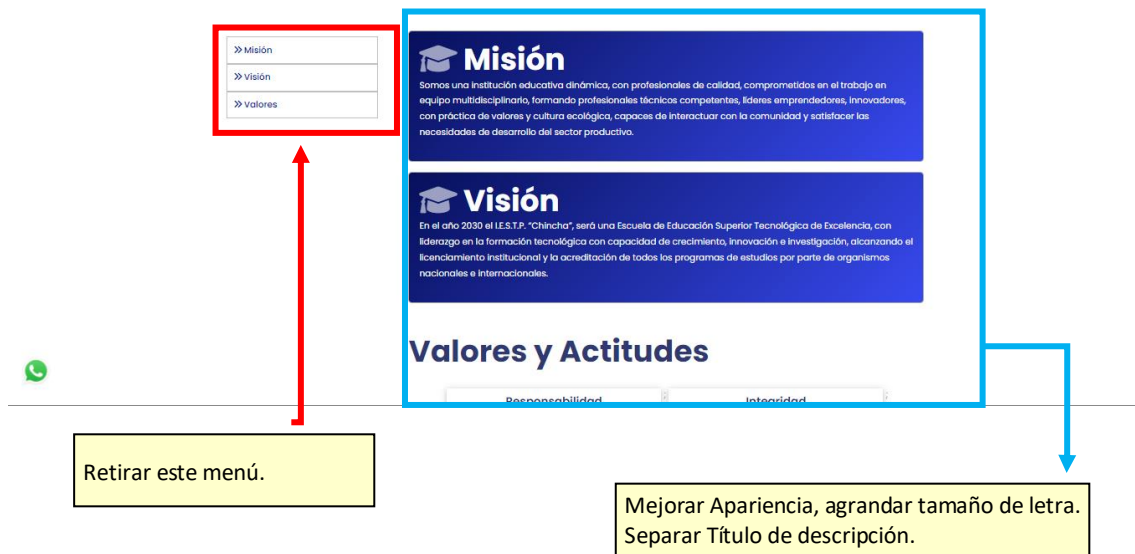 Misión
Visión
Valores
Misión
Somos una institución educativa dinámica, con profesionales de calidad, comprometidos en el trabajo en
equipo multidisciplinario, formando profesionales técnicos competentes, líderes emprendedores, innovadores,
con práctica de valores y cultura ecológica, capaces de interactuar con la comunidad y satisfacer las
necesidades de desarrollo del sector productivo.
Visión
En el año 2030 el I.E.S.T.P. "Chincha", será una Escuela de Educación Superior Tecnológica de Excelencia, con
liderazgo en la formación tecnológica con capacidad de crecimiento, innovación e investigación, alcanzando el
licenciamiento institucional y la acreditación de todos los programas de estudios por parte de organismos
nacionales e internacionales.
Valores y Actitudes
Responsabilidad
Integridad
Retirar este menú.
Mejorar Apariencia, agrandar tamaño de letra.
Separar Título de descripción.